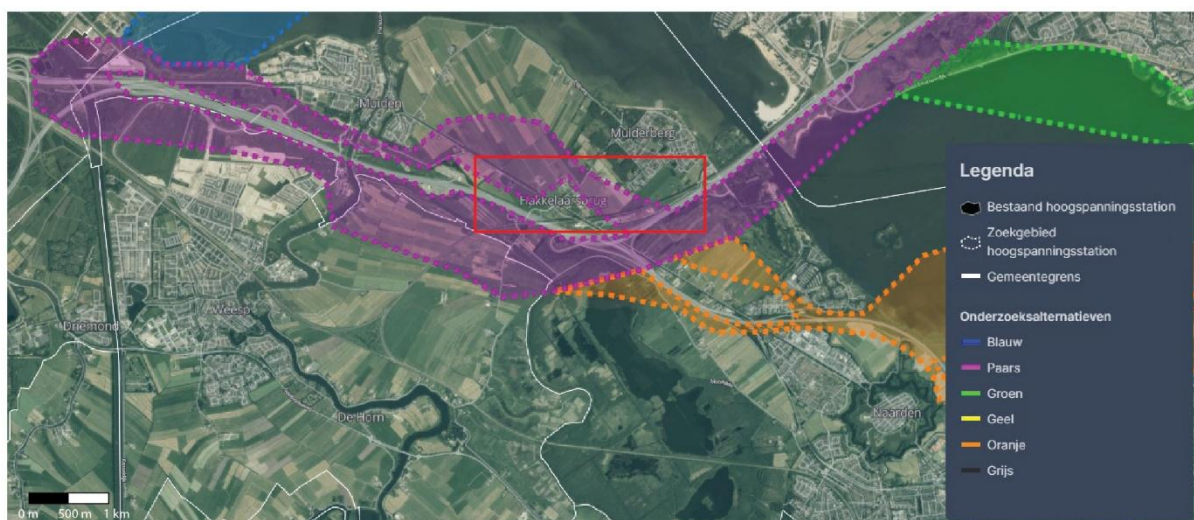 Muiden
Muiderberg
Hakkelaarsbrug
Weesp
Driemond
De Horn
Naarden
0 m 500 m 1 km
Legenda
Bestaand hoogspanningsstation
Zoekgebied
hoogspanningsstation
Gemeentegrens
Onderzoeksalternatieven
Blauw
Paars
Groen
Geel
Oranje
Grijs